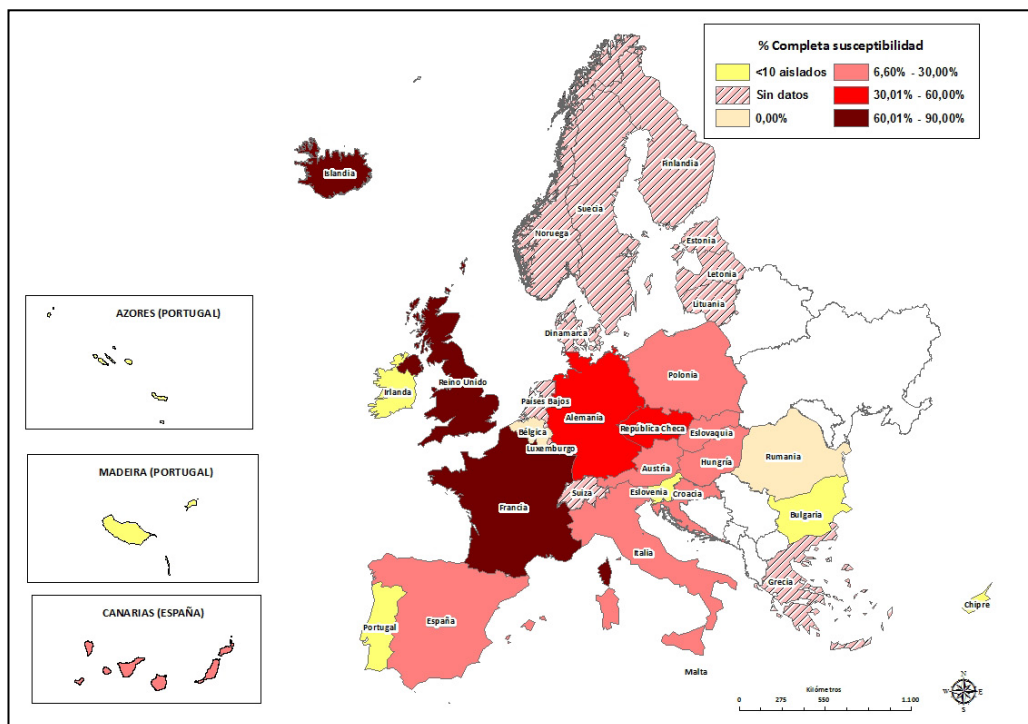 % Completa susceptibilidad
<10 aislados
6,60% - 30,00%
Sin datos
30,01% - 60,00%
0,00%
60,01% - 90,00%
Islandia
Finlandia
Suecia
Noruega
Estonia
Letonia
Lituania
Dinamarca
AZORES (PORTUGAL)
Reino Unido
Irlanda
Polonia
Países Bajos
Alemania
Bélgica
República Checa
Eslovaquia
Luxemburgo
Austria
Hungría
Rumania
MADEIRA (PORTUGAL)
Suiza
Eslovenia
Croacia
Francia
Bulgaria
Italia
Grecia
Chipre
CANARIAS (ESPAÑA)
Portugal
España
Malta
N
W
E
S
Kilómetros
0 275 550 1.100